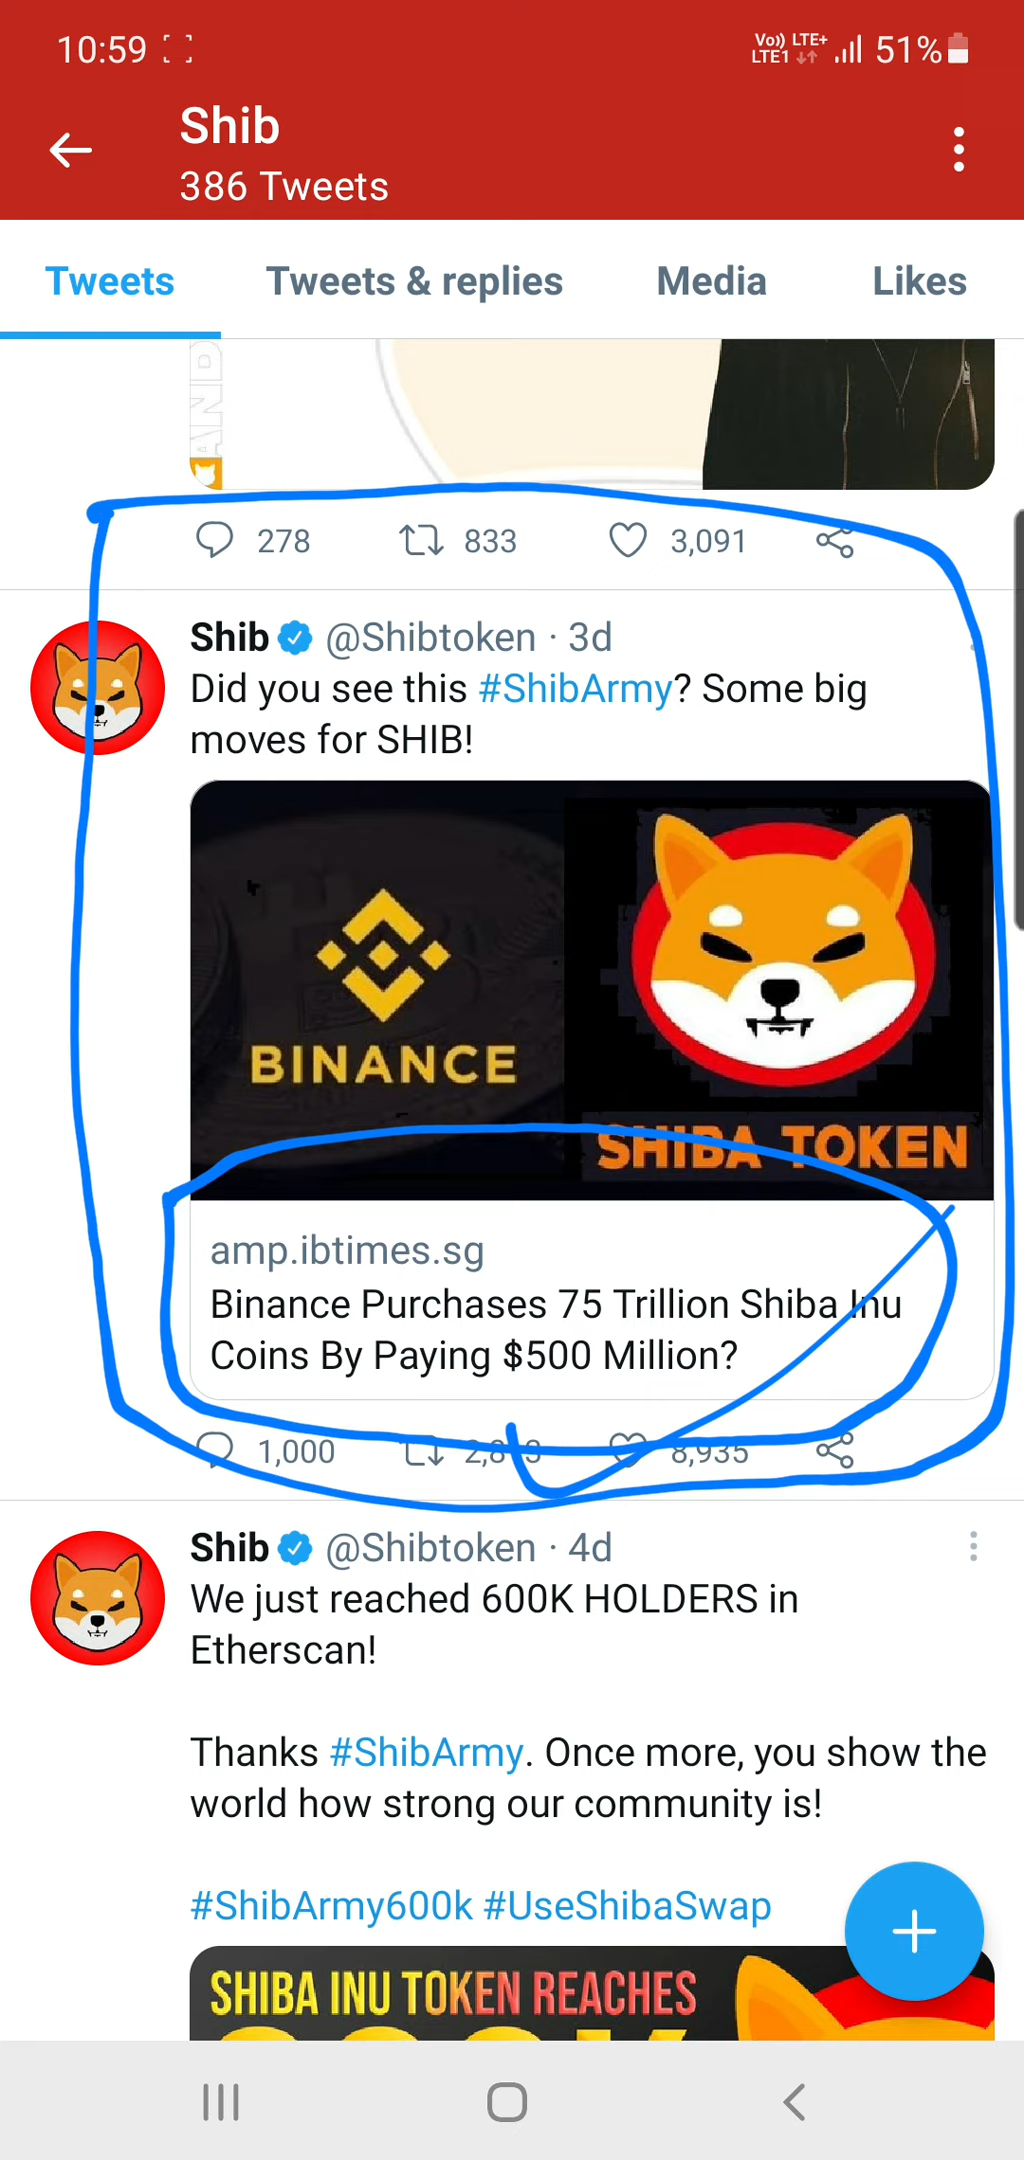 10:59 Vo)) LTE+ LTE1 51%
Shib
386 Tweets
Tweets Tweets & replies Media Likes
AND
278 833 3,091
Shib @Shibtoken · 3d
Did you see this #ShibArmy? Some big
moves for SHIB!
BINANCE
SHIBA TOKEN
amp.ibtimes.sg
Binance Purchases 75 Trillion Shiba Inu
Coins By Paying $500 Million?
1,000 8,935
Shib @Shibtoken · 4d
We just reached 600K HOLDERS in
Etherscan!
Thanks #ShibArmy. Once more, you show the
world how strong our community is!
#ShibArmy600k #UseShibaSwap
SHIBA INU TOKEN REACHES